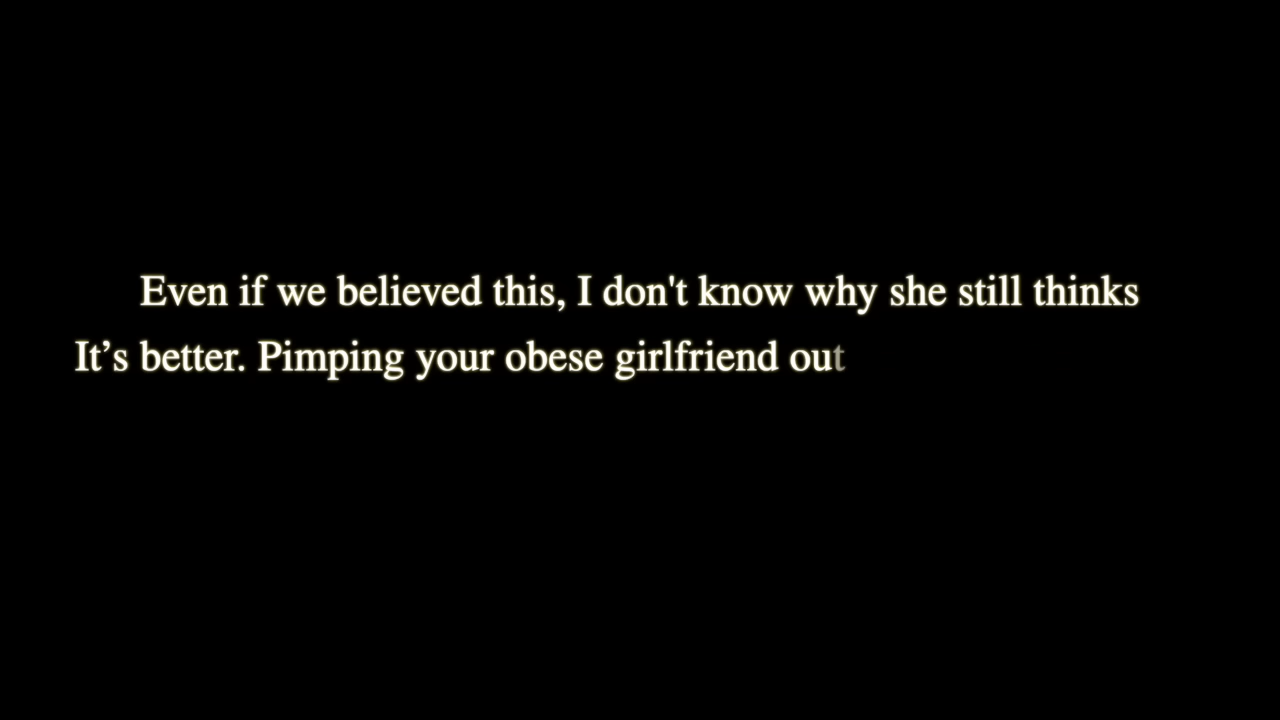 Even if we believed this, I don't know why she still thinks
It’s better. Pimping your obese girlfriend out